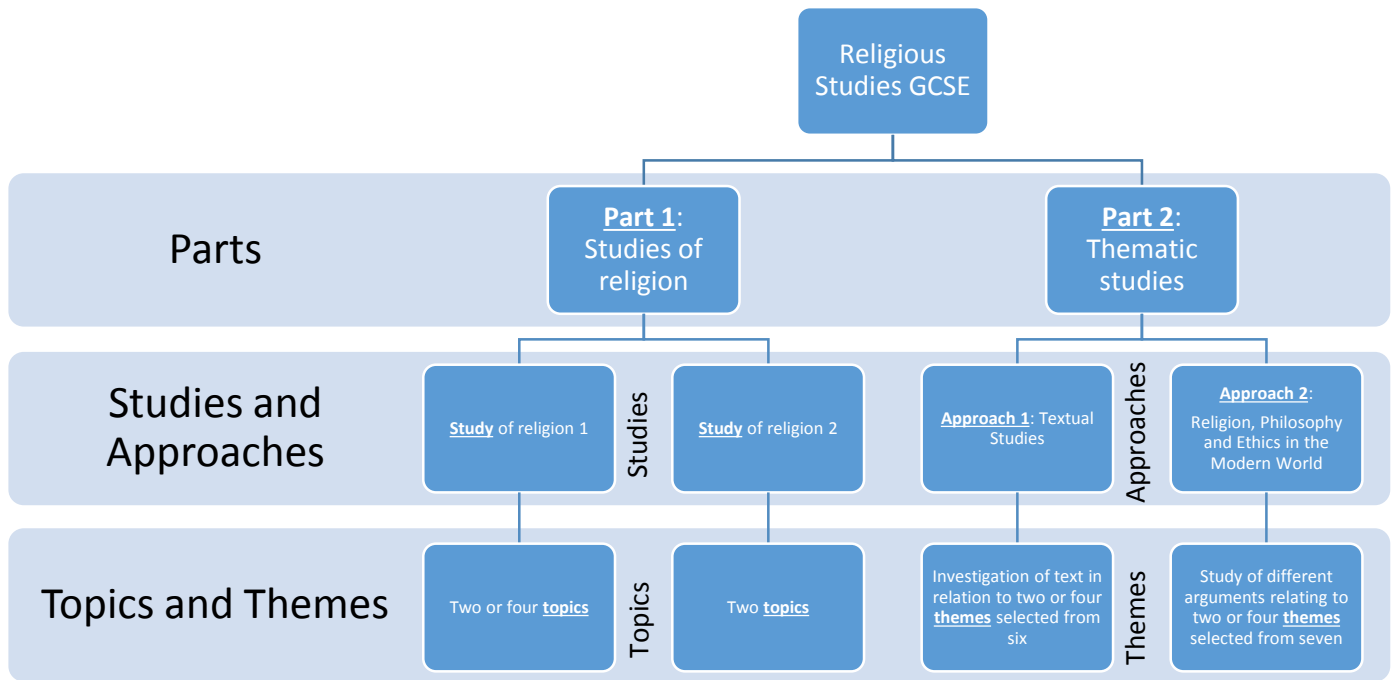 Religious
Studies GCSE
Parts
Part 1:
Studies of
religion
Part 2:
Thematic
studies
Studies and
Approaches
Study of religion 1
Studies
Study of religion 2
Approach 1: Textual
Studies
Approaches
Approach 2:
Religion, Philosophy
and Ethics in the
Modern World
Topics and Themes
Two or four topics
Topics
Two topics
Investigation of text in
relation to two or four
themes selected from
six
Themes
Study of different
arguments relating to
two or four themes
selected from seven